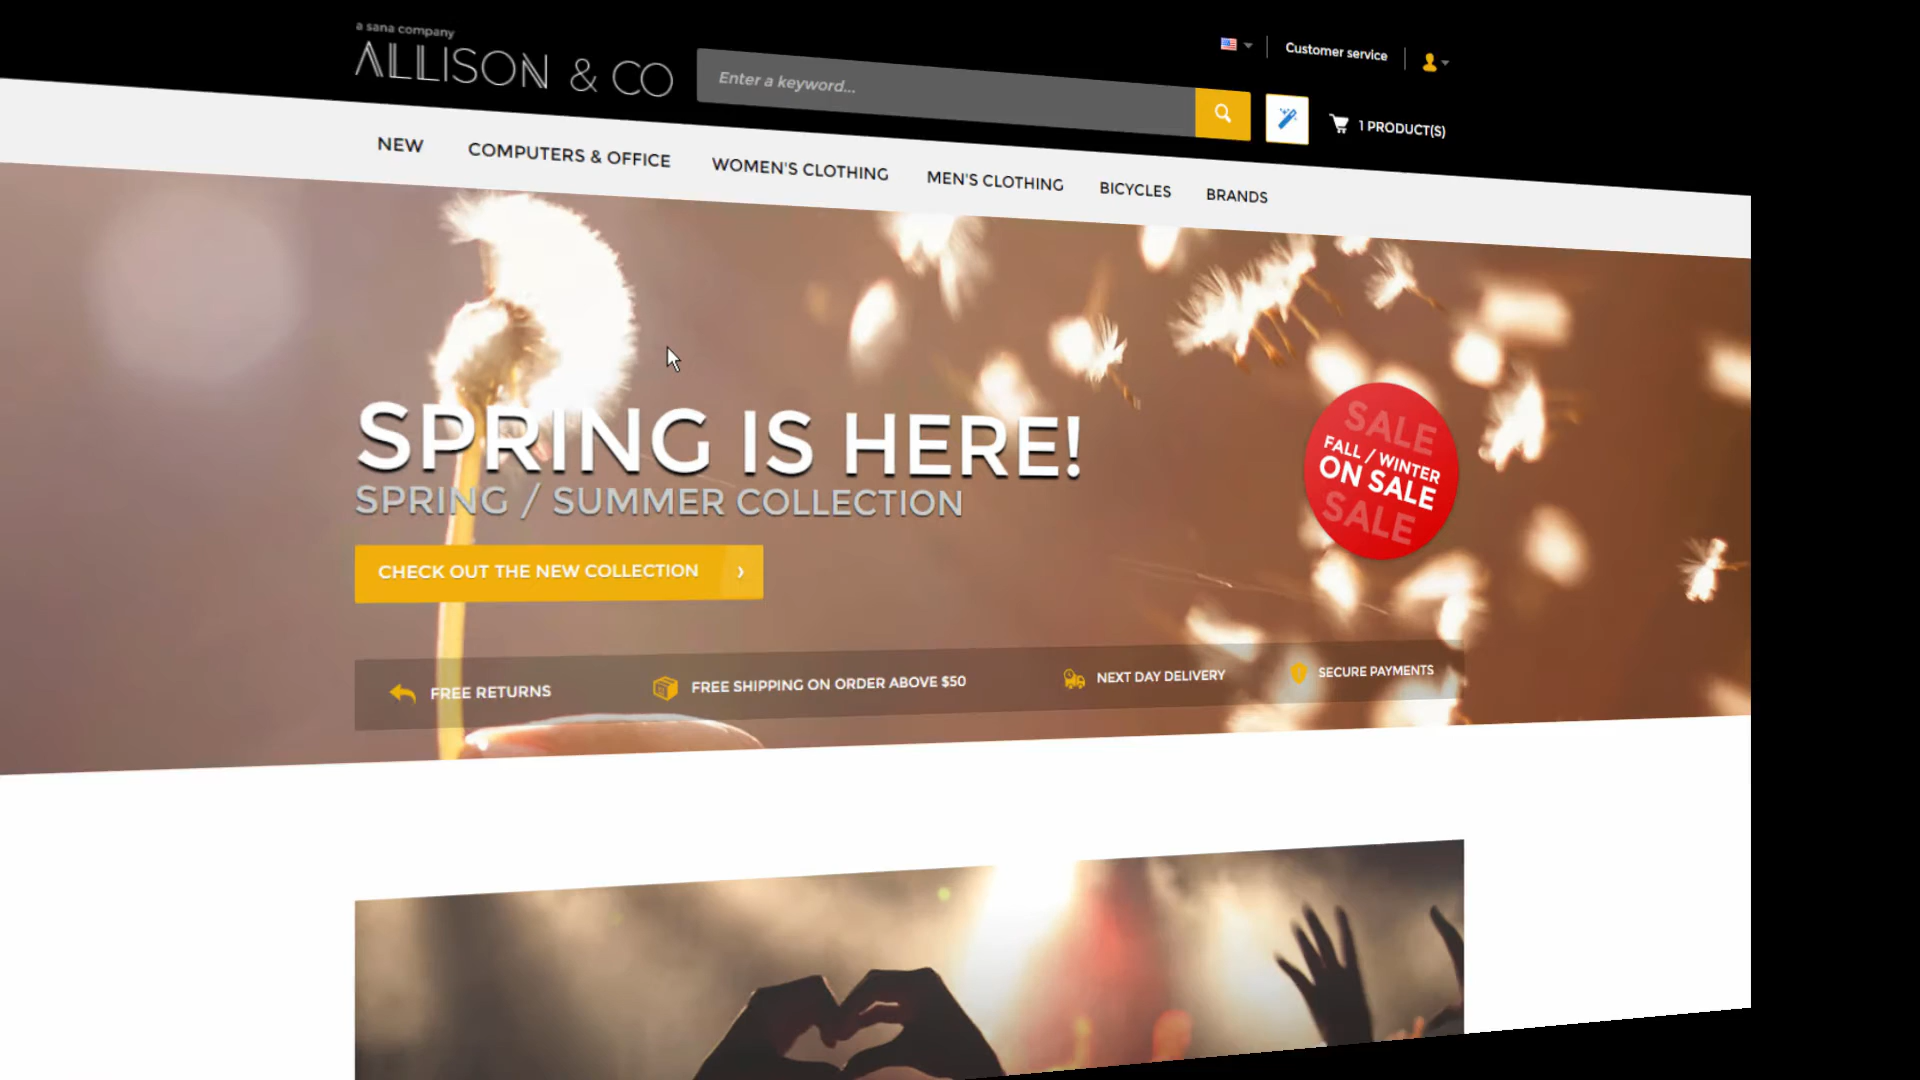 a sana company
ALLISON & CO
Enter a keyword...
Customer service
1 PRODUCT(S)
NEW
COMPUTERS & OFFICE
WOMEN'S CLOTHING
MEN'S CLOTHING
BICYCLES
BRANDS
SPRING IS HERE!
SPRING / SUMMER COLLECTION
CHECK OUT THE NEW COLLECTION
SALE
FALL / WINTER
ON SALE
SALE
FREE RETURNS
FREE SHIPPING ON ORDER ABOVE $50
NEXT DAY DELIVERY
SECURE PAYMENTS